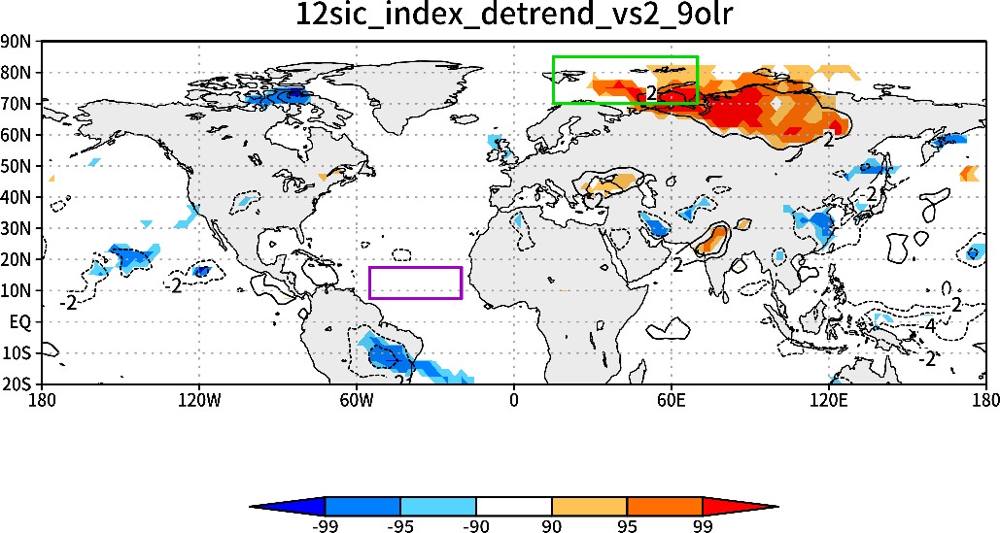 12sic_index_detrend_vs2_9olr
90N
80N
2
70N
60N
2
50N
40N
2
-2
30N
20N
2
-2
10N
-2
2
EQ
-4
10S
-2
20S
2
180
120W
60W
0
60E
120E
180
-99
-95
-90
90
95
99